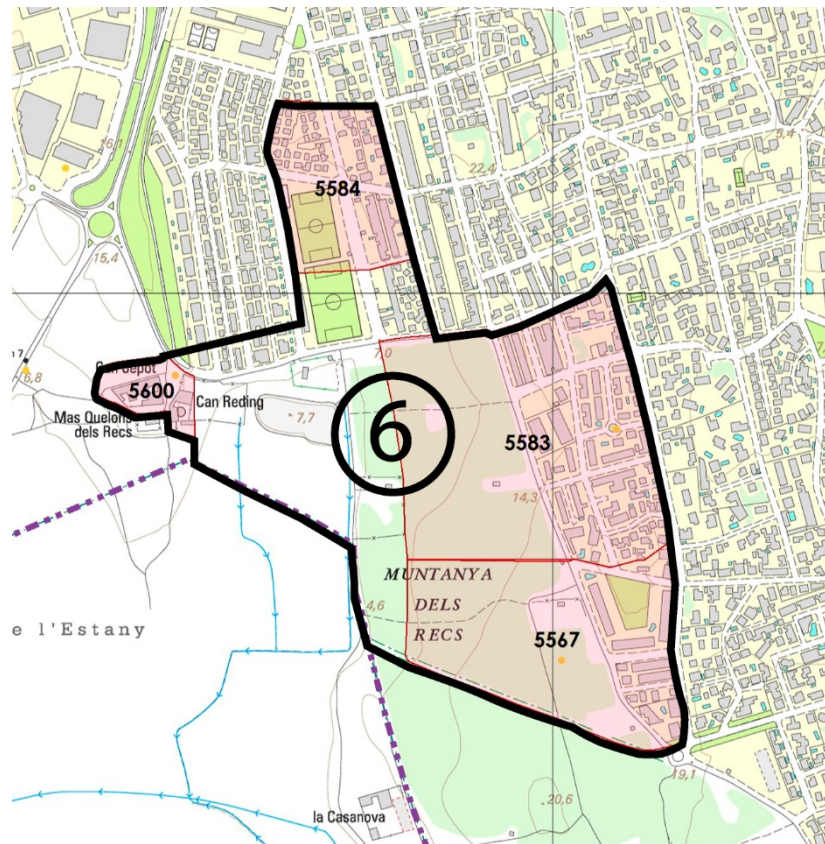 16,1
5,4
22,4
5584
15,4
7,0
6,8
5600
Can Reding
Mas Quelons
dels Recs
7,7
6
5583
14,3
MUNTANYA
DELS
RECS
4,6
e l'Estany
5567
19,1
20,6
la Casanova